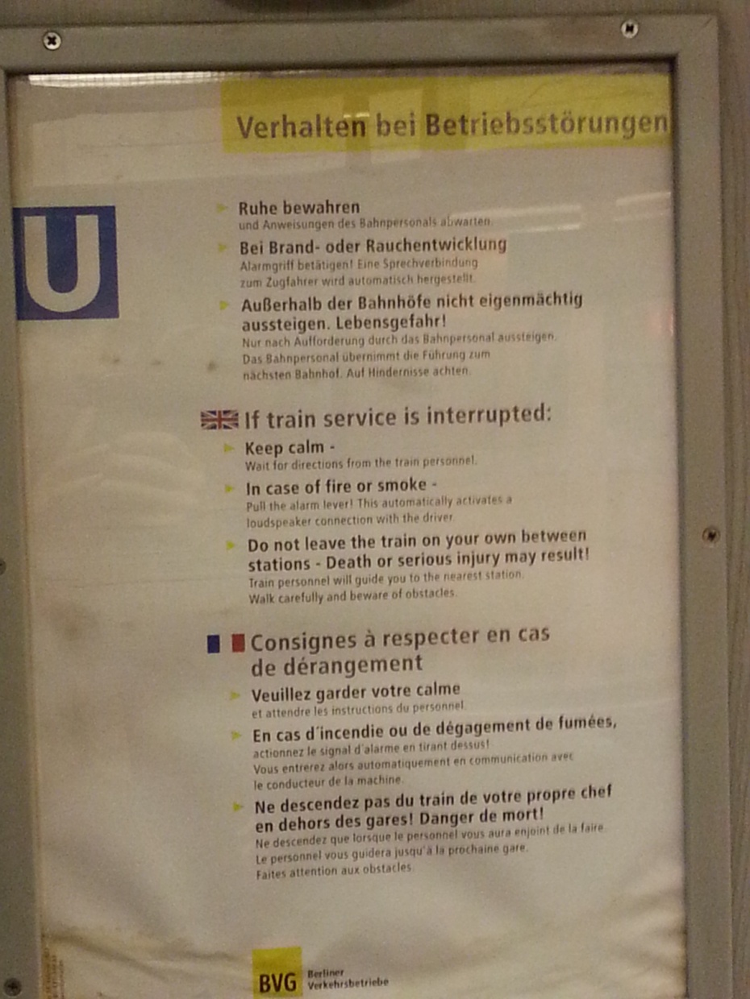 Verhalten bei Betriebsstörungen
U
Ruhe bewahren
und Anweisungen des Bahnpersonals abwarten.
Bei Brand- oder Rauchentwicklung
Alarmgriff betätigen! Eine Sprechverbindung
zum Zugfahrer wird automatisch hergestellt.
Außerhalb der Bahnhöfe nicht eigenmächtig
aussteigen. Lebensgefahr!
Nur nach Aufforderung durch das Bahnpersonal aussteigen.
Das Bahnpersonal übernimmt die Führung zum
nächsten Bahnhof. Auf Hindernisse achten.
If train service is interrupted:
Keep calm -
Wait for directions from the train personnel.
In case of fire or smoke -
Pull the alarm lever! This automatically activates a
loudspeaker connection with the driver.
Do not leave the train on your own between
stations - Death or serious injury may result!
Train personnel will guide you to the nearest station.
Walk carefully and beware of obstacles.
Consignes à respecter en cas
de dérangement
Veuillez garder votre calme
et attendre les instructions du personnel.
En cas d'incendie ou de dégagement de fumées,
actionnez le signal d'alarme en tirant dessus!
Vous entrerez alors automatiquement en communication avec
le conducteur de la machine.
Ne descendez pas du train de votre propre chef
en dehors des gares! Danger de mort!
Ne descendez que lorsque le personnel vous aura enjoint de la faire.
Le personnel vous guidera jusqu'à la prochaine gare.
Faites attention aux obstacles.
BVG Berliner
Verkehrsbetriebe